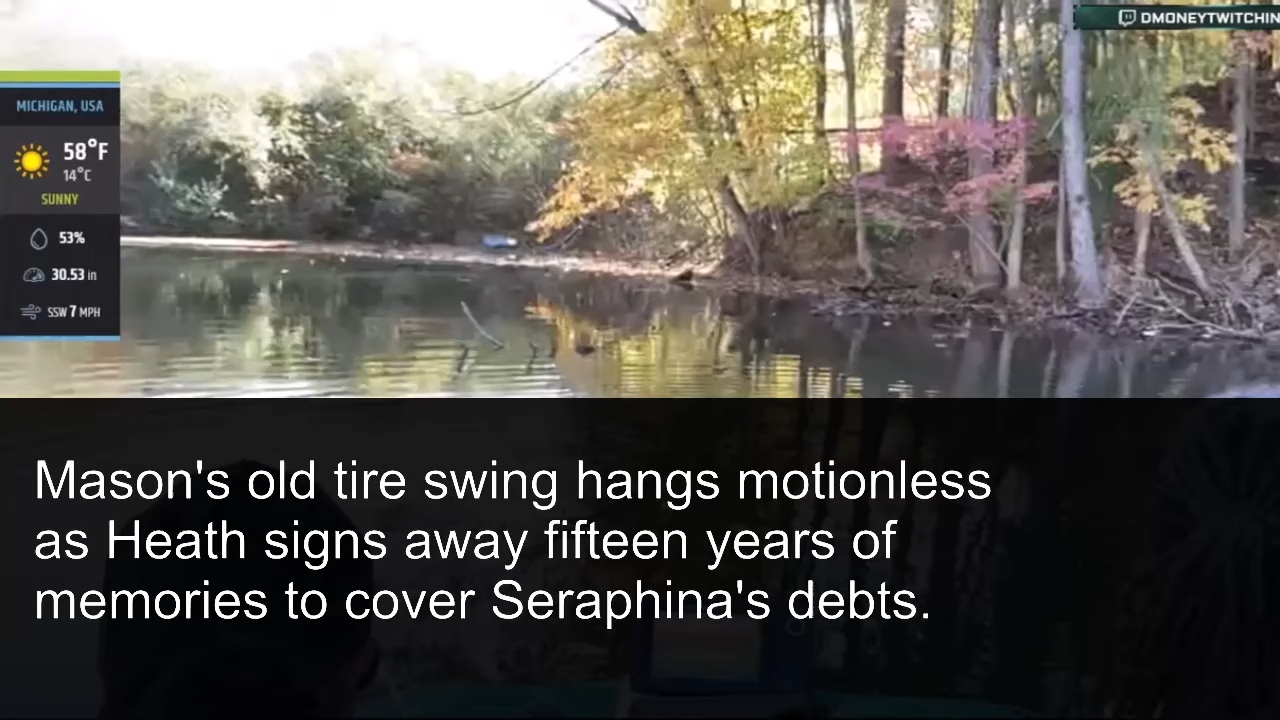 DMONEYTWITCHIN
MICHIGAN, USA
58°F
14°C
SUNNY
53%
30.53 in
SSW 7 MPH
Mason's old tire swing hangs motionless
as Heath signs away fifteen years of
memories to cover Seraphina's debts.